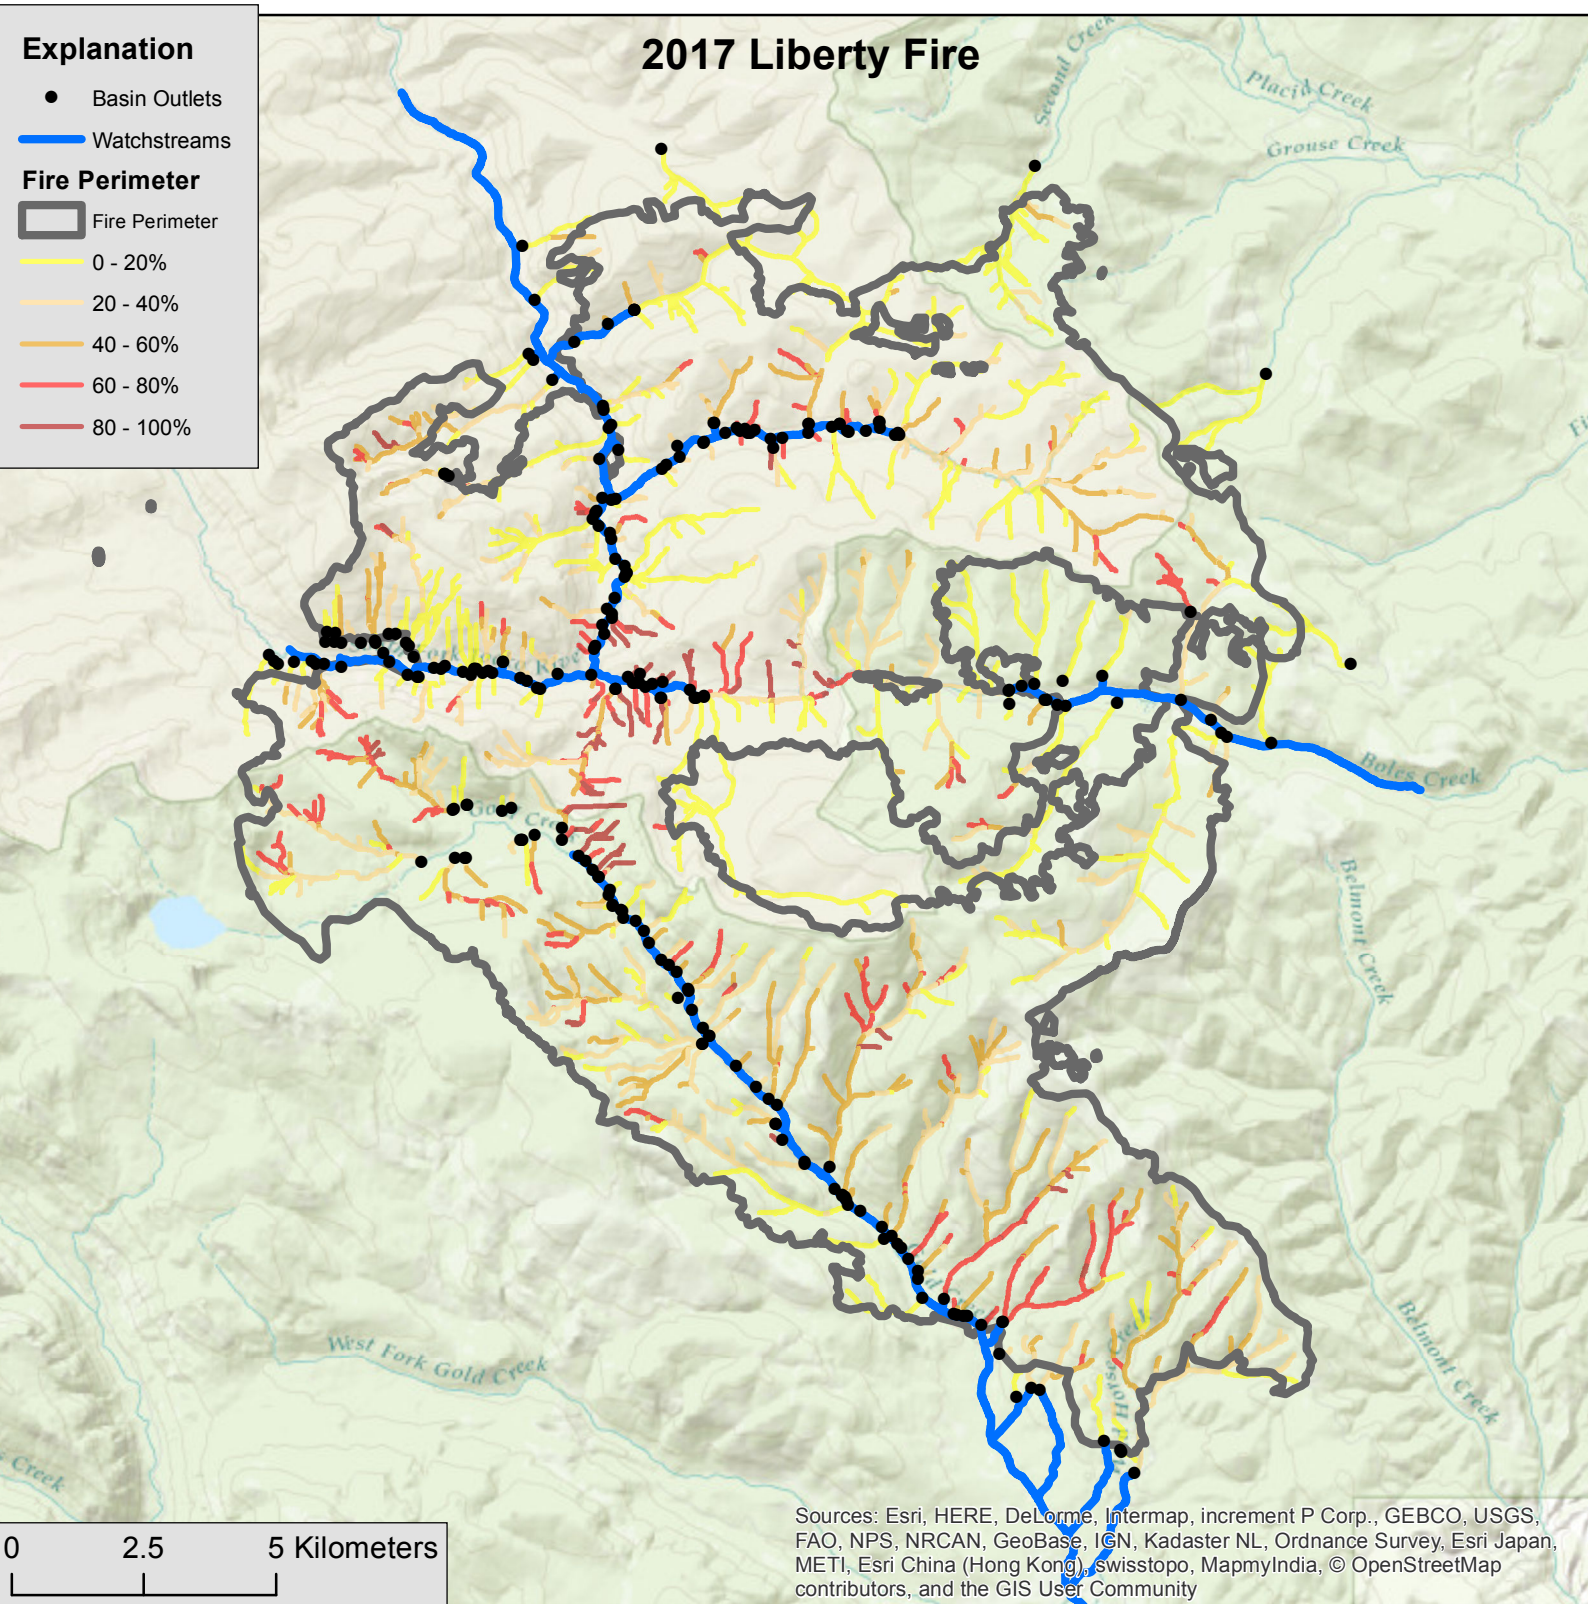 2017 Liberty Fire
Explanation
Basin Outlets
Watchstreams
Fire Perimeter
Fire Perimeter
0 - 20%
20 - 40%
40 - 60%
60 - 80%
80 - 100%
Second Creek
Placid Creek
Grouse Creek
Boles Creek
Gold Creek
Belmont Creek
Belmont Creek
West Fork Gold Creek
Creek
0 2.5 5 Kilometers
Sources: Esri, HERE, DeLorme, Intermap, increment P Corp., GEBCO, USGS,
FAO, NPS, NRCAN, GeoBase, IGN, Kadaster NL, Ordnance Survey, Esri Japan,
METI, Esri China (Hong Kong), swisstopo, MapmyIndia, © OpenStreetMap
contributors, and the GIS User Community